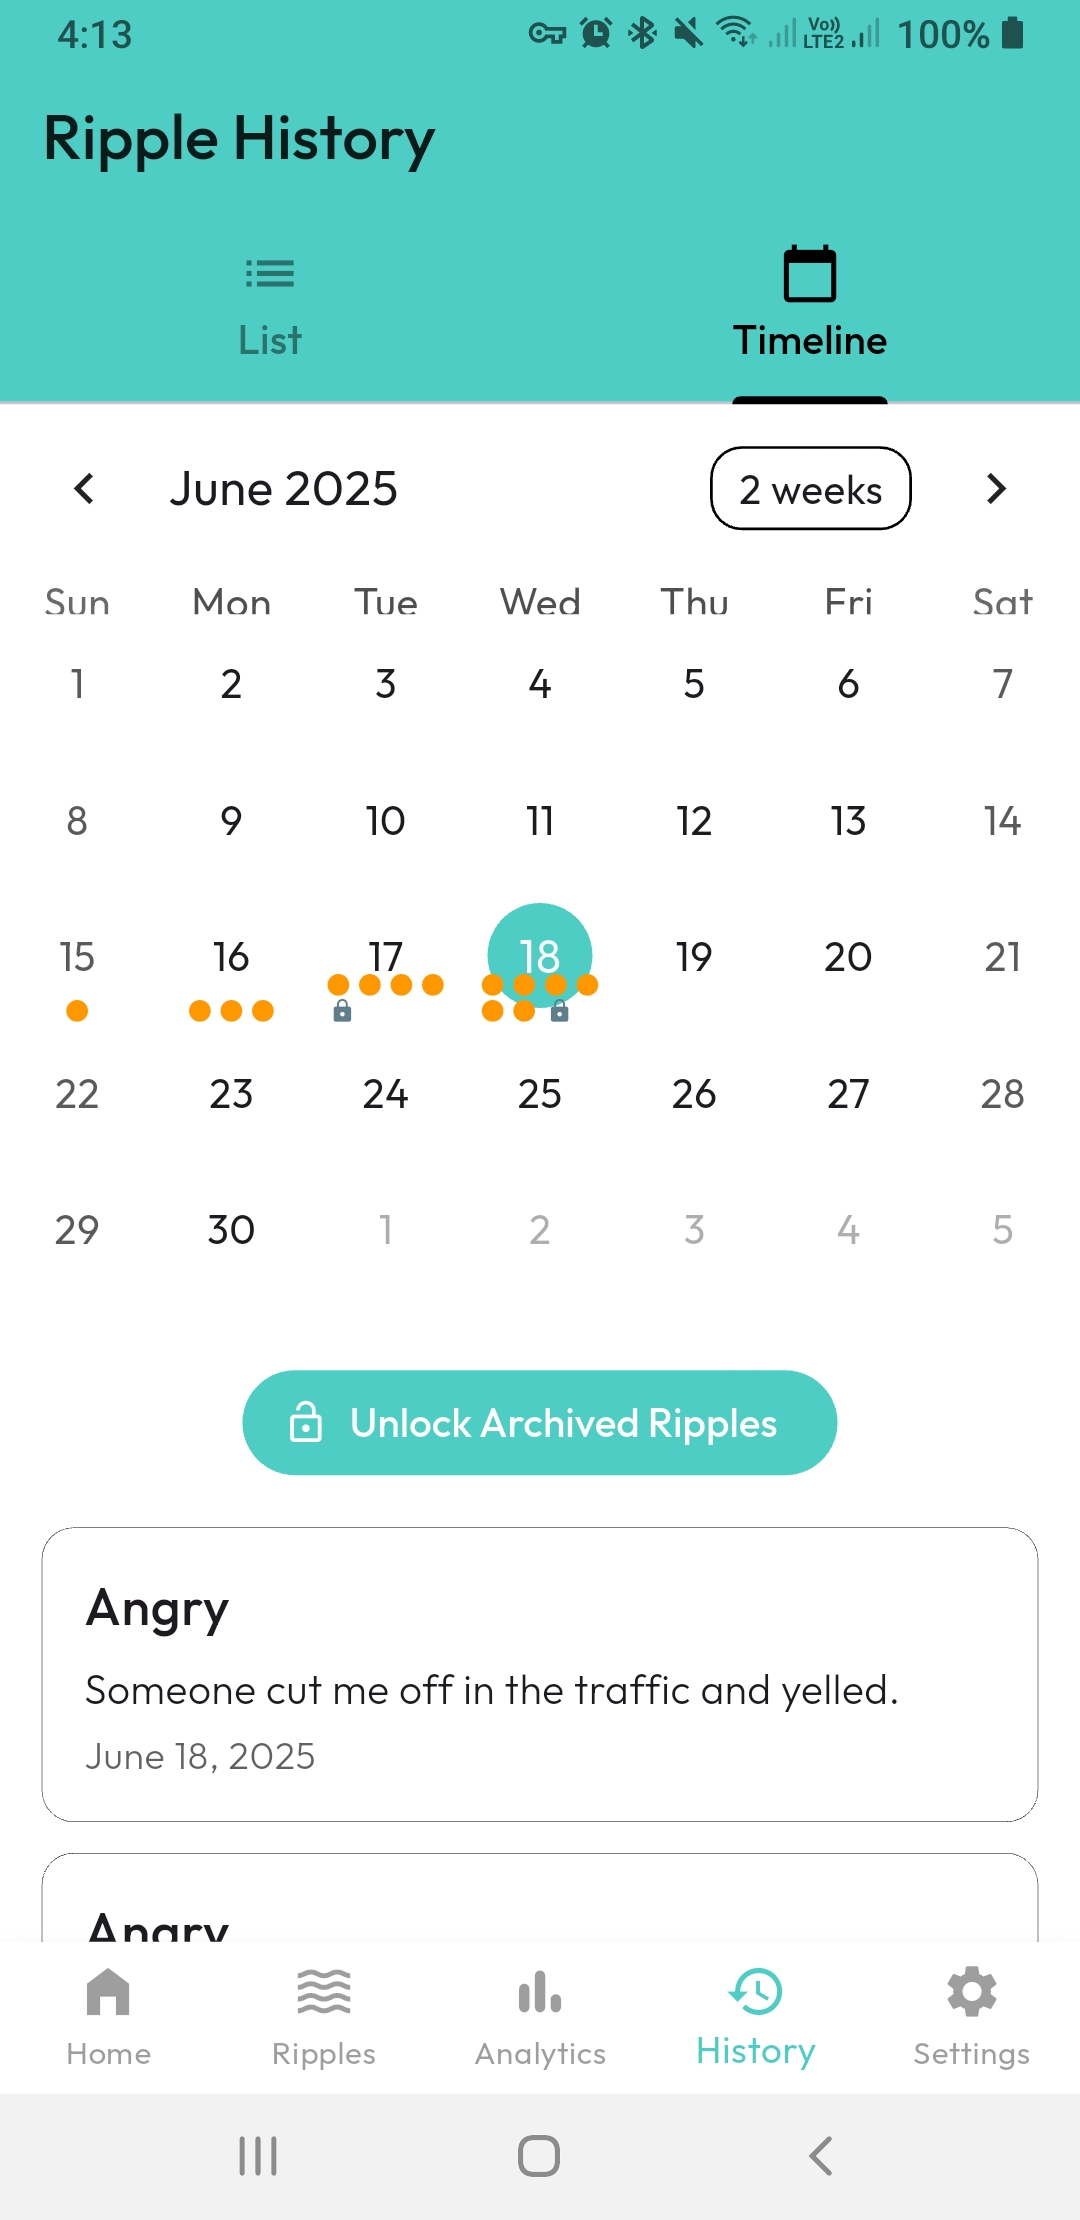 4:13 Vo)) LTE2 100%
Ripple History
List Timeline
June 2025 2 weeks
Sun Mon Tue Wed Thu Fri Sat
1 2 3 4 5 6 7
8 9 10 11 12 13 14
15 16 17 18 19 20 21
22 23 24 25 26 27 28
29 30 1 2 3 4 5
Unlock Archived Ripples
Angry
Someone cut me off in the traffic and yelled.
June 18, 2025
Angry
Home Ripples Analytics History Settings